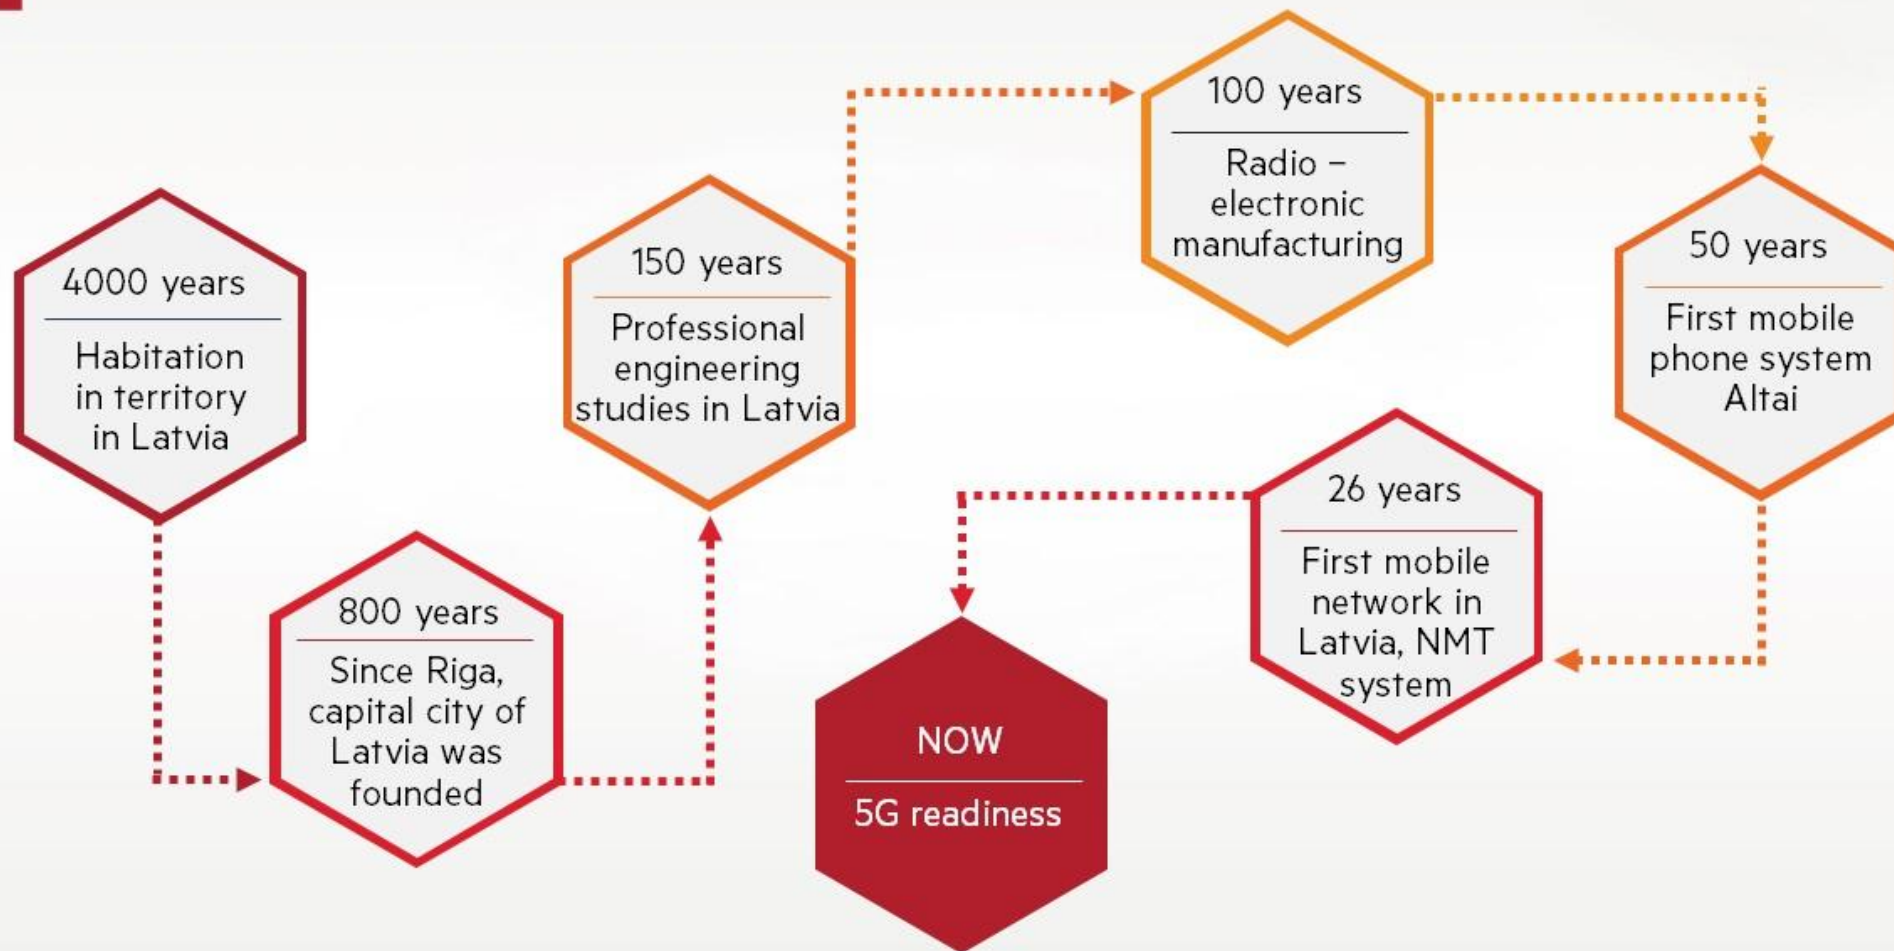 4000 years
Habitation
in territory
in Latvia
800 years
Since Riga,
capital city of
Latvia was
founded
150 years
Professional
engineering
studies in Latvia
100 years
Radio –
electronic
manufacturing
50 years
First mobile
phone system
Altai
26 years
First mobile
network in
Latvia, NMT
system
NOW
5G readiness